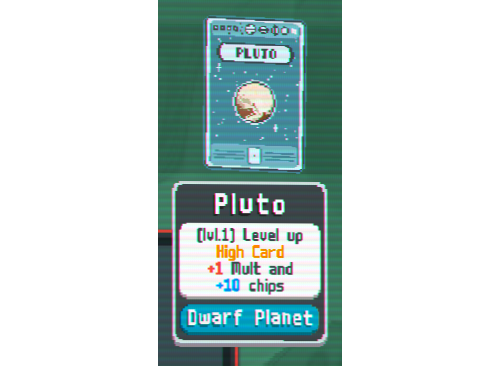 PLUTO
Pluto
(lvl.1) Level up
High Card
+1 Mult and
+10 chips
Dwarf Planet